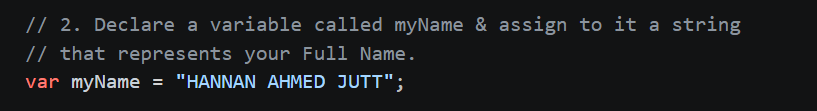 // 2. Declare a variable called myName & assign to it a string
// that represents your Full Name.
var myName = "HANNAN AHMED JUTT";